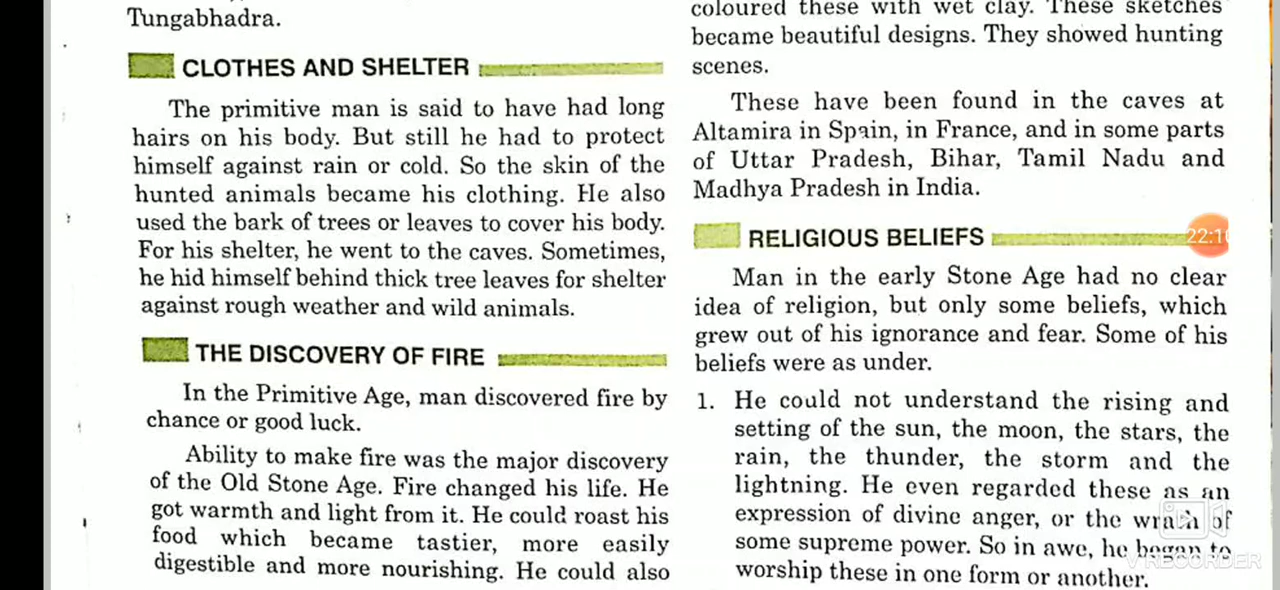 Tungabhadra.
CLOTHES AND SHELTER
The primitive man is said to have had long
hairs on his body. But still he had to protect
himself against rain or cold. So the skin of the
hunted animals became his clothing. He also
used the bark of trees or leaves to cover his body.
For his shelter, he went to the caves. Sometimes,
he hid himself behind thick tree leaves for shelter
against rough weather and wild animals.
THE DISCOVERY OF FIRE
In the Primitive Age, man discovered fire by
chance or good luck.
Ability to make fire was the major discovery
of the Old Stone Age. Fire changed his life. He
got warmth and light from it. He could roast his
food which became tastier, more easily
digestible and more nourishing. He could also
coloured these with wet clay. These sketches
became beautiful designs. They showed hunting
scenes.
These have been found in the caves at
Altamira in Spain, in France, and in some parts
of Uttar Pradesh, Bihar, Tamil Nadu and
Madhya Pradesh in India.
RELIGIOUS BELIEFS
22:1
Man in the early Stone Age had no clear
idea of religion, but only some beliefs, which
grew out of his ignorance and fear. Some of his
beliefs were as under.
1. He could not understand the rising and
setting of the sun, the moon, the stars, the
rain, the thunder, the storm and the
lightning. He even regarded these as an
expression of divine anger, or the wrath of
some supreme power. So in awe, he began to
worship these in one form or another.
V RECORDER